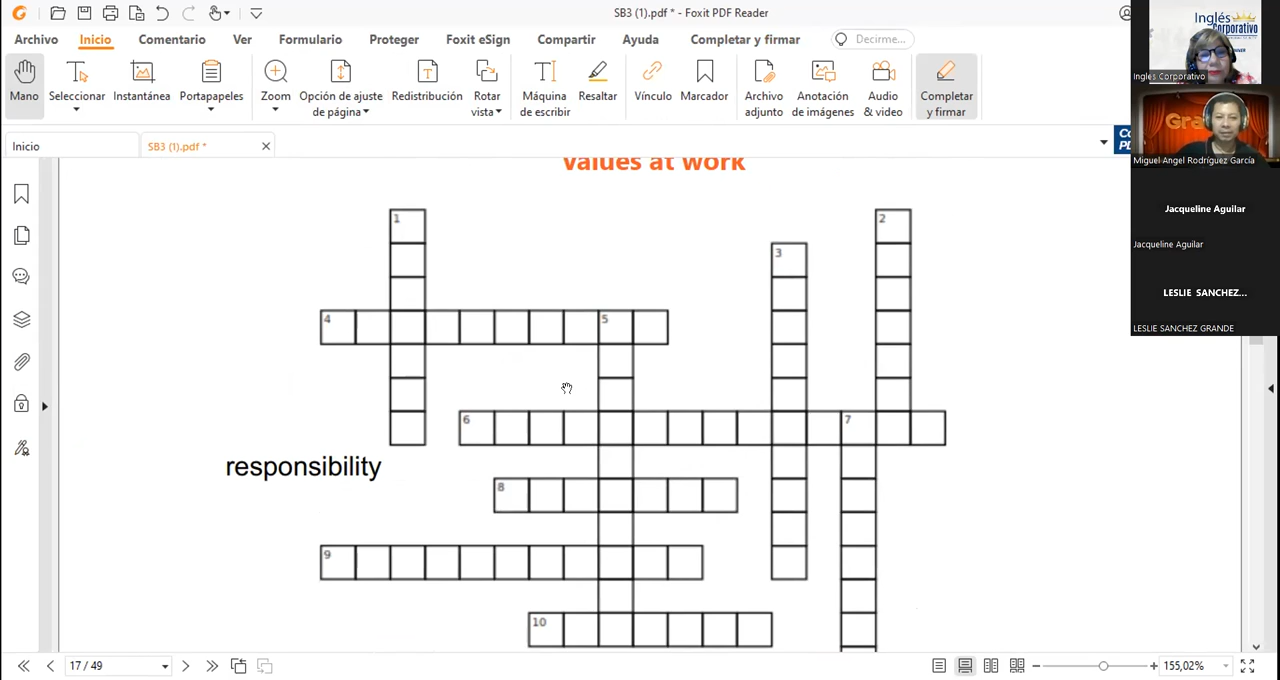 SB3 (1).pdf * - Foxit PDF Reader
Archivo Inicio Comentario Ver Formulario Proteger Foxit eSign Compartir Ayuda Completar y firmar Decirme...
Mano Seleccionar Instantánea Portapapeles Zoom Opción de ajuste de página Redistribución Rotar vista Máquina de escribir Resaltar Vínculo Marcador Archivo adjunto Anotación de imágenes Audio & video Completar y firmar
Inicio SB3 (1).pdf *
Inglés
Corporativo
Ingles Corporativo
Miguel Angel Rodríguez García
Jacqueline Aguilar
Jacqueline Aguilar
LESLIE SANCHEZ...
LESLIE SANCHEZ GRANDE
values at work
1 2
3
4 5
6 7
responsibility
8
9
10
17 / 49 155,02%